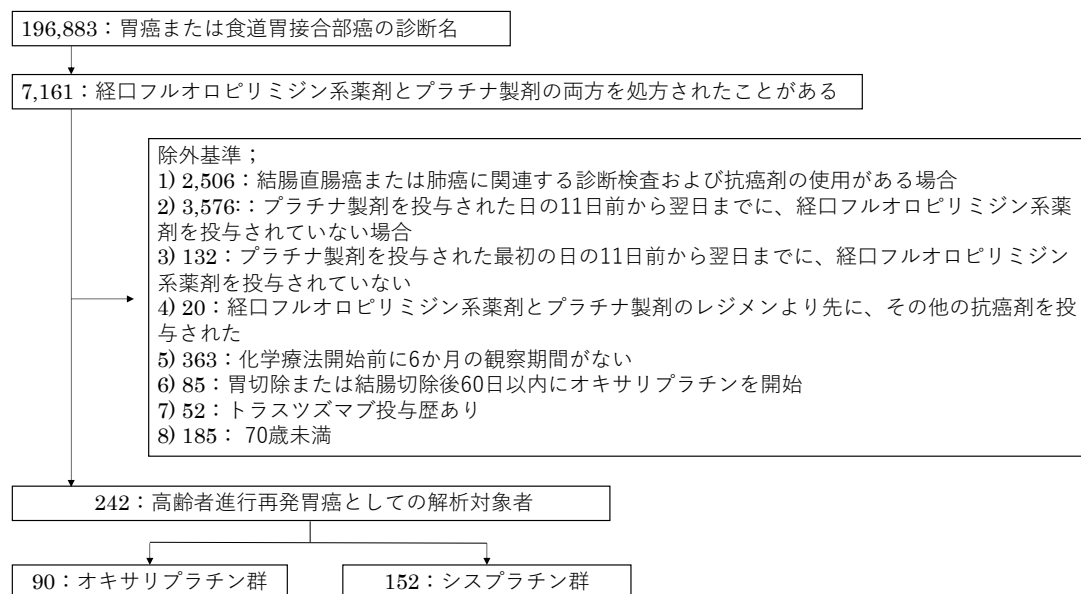 196,883：胃癌または食道胃接合部癌の診断名
7,161：経口フルオロピリミジン系薬剤とプラチナ製剤の両方を処方されたことがある
除外基準；
1) 2,506：結腸直腸癌または肺癌に関連する診断検査および抗癌剤の使用がある場合
2) 3,576:：プラチナ製剤を投与された日の11日前から翌日までに、経口フルオロピリミジン系薬
剤を投与されていない場合
3) 132：プラチナ製剤を投与された最初の日の11日前から翌日までに、経口フルオロピリミジン
系薬剤を投与されていない
4) 20：経口フルオロピリミジン系薬剤とプラチナ製剤のレジメンより先に、その他の抗癌剤を投
与された
5) 363：化学療法開始前に6か月の観察期間がない
6) 85：胃切除または結腸切除後60日以内にオキサリプラチンを開始
7) 52：トラスツズマブ投与歴あり
8) 185： 70歳未満
242：高齢者進行再発胃癌としての解析対象者
90：オキサリプラチン群
152：シスプラチン群